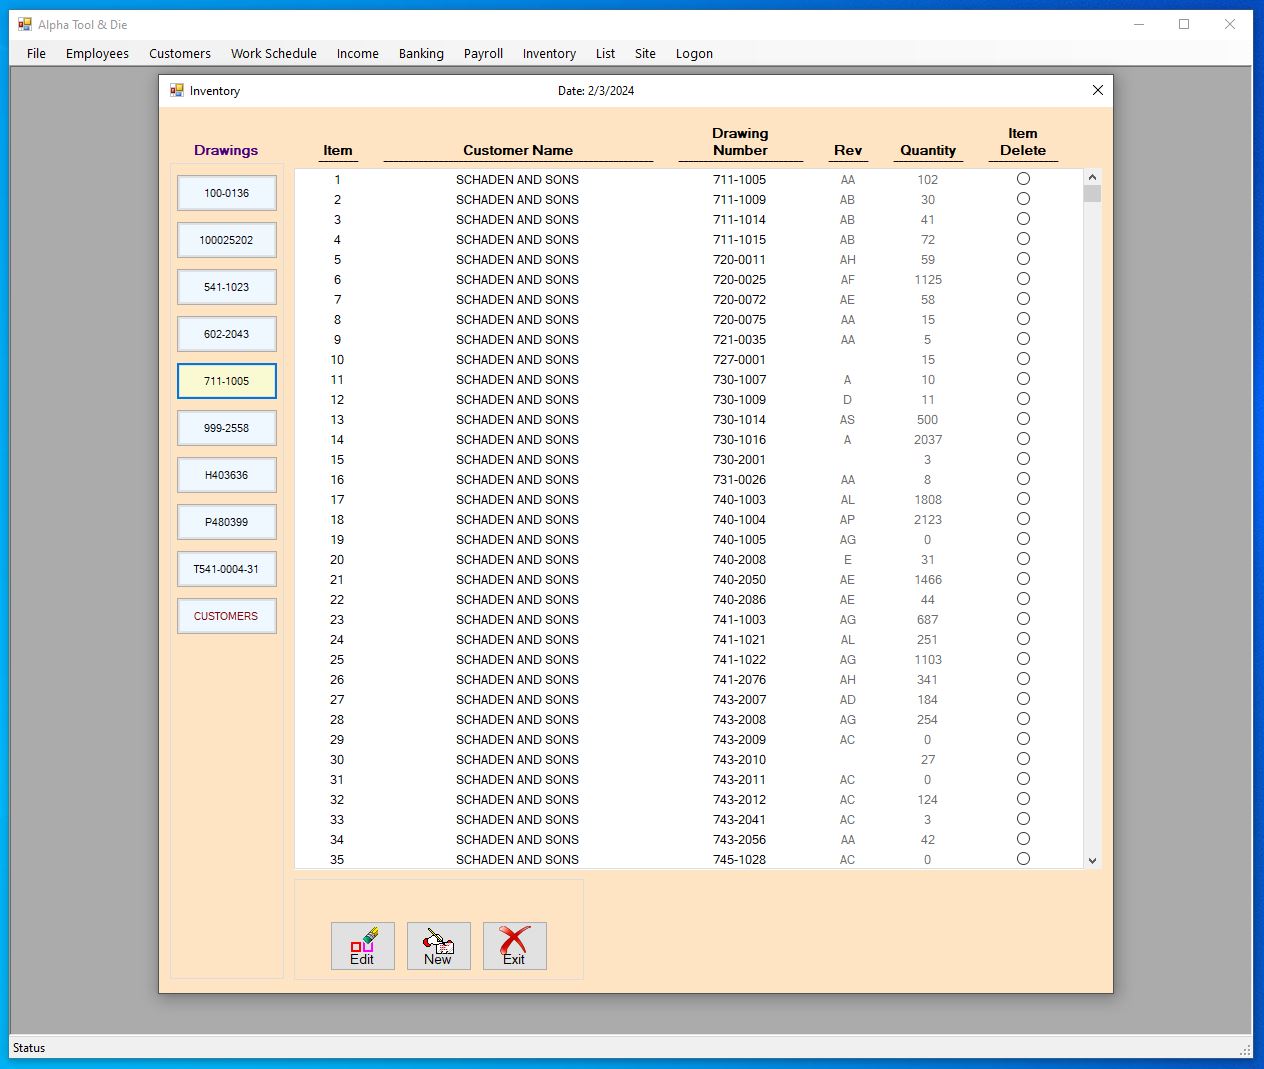 Alpha Tool & Die
File Employees Customers Work Schedule Income Banking Payroll Inventory List Site Logon
Inventory Date: 2/3/2024
Drawings
100-0136
100025202
541-1023
602-2043
711-1005
999-2558
H403636
P480399
T541-0004-31
CUSTOMERS
Item Customer Name Drawing Number Rev Quantity Item Delete
1 SCHADEN AND SONS 711-1005 AA 102
2 SCHADEN AND SONS 711-1009 AB 30
3 SCHADEN AND SONS 711-1014 AB 41
4 SCHADEN AND SONS 711-1015 AB 72
5 SCHADEN AND SONS 720-0011 AH 59
6 SCHADEN AND SONS 720-0025 AF 1125
7 SCHADEN AND SONS 720-0072 AE 58
8 SCHADEN AND SONS 720-0075 AA 15
9 SCHADEN AND SONS 721-0035 AA 5
10 SCHADEN AND SONS 727-0001 15
11 SCHADEN AND SONS 730-1007 A 10
12 SCHADEN AND SONS 730-1009 D 11
13 SCHADEN AND SONS 730-1014 AS 500
14 SCHADEN AND SONS 730-1016 A 2037
15 SCHADEN AND SONS 730-2001 3
16 SCHADEN AND SONS 731-0026 AA 8
17 SCHADEN AND SONS 740-1003 AL 1808
18 SCHADEN AND SONS 740-1004 AP 2123
19 SCHADEN AND SONS 740-1005 AG 0
20 SCHADEN AND SONS 740-2008 E 31
21 SCHADEN AND SONS 740-2050 AE 1466
22 SCHADEN AND SONS 740-2086 AE 44
23 SCHADEN AND SONS 741-1003 AG 687
24 SCHADEN AND SONS 741-1021 AL 251
25 SCHADEN AND SONS 741-1022 AG 1103
26 SCHADEN AND SONS 741-2076 AH 341
27 SCHADEN AND SONS 743-2007 AD 184
28 SCHADEN AND SONS 743-2008 AG 254
29 SCHADEN AND SONS 743-2009 AC 0
30 SCHADEN AND SONS 743-2010 27
31 SCHADEN AND SONS 743-2011 AC 0
32 SCHADEN AND SONS 743-2012 AC 124
33 SCHADEN AND SONS 743-2041 AC 3
34 SCHADEN AND SONS 743-2056 AA 42
35 SCHADEN AND SONS 745-1028 AC 0
Edit New Exit
Status